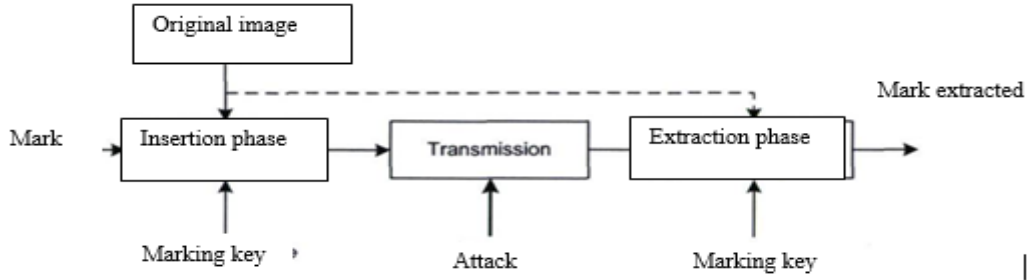 Original image
Mark extracted
Mark
Insertion phase
Transmission
Extraction phase
Marking key
Attack
Marking key